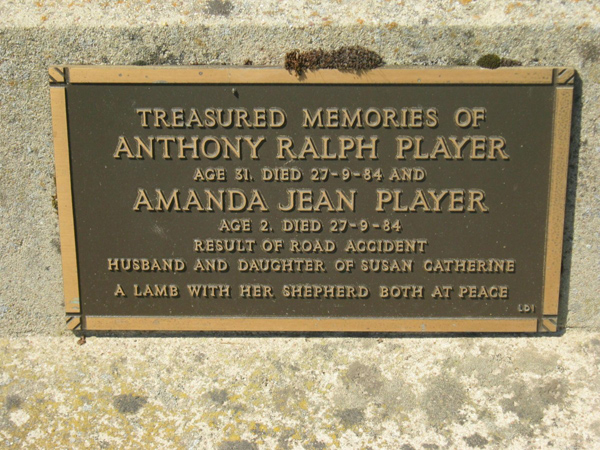 TREASURED MEMORIES OF
ANTHONY RALPH PLAYER
AGE 31. DIED 27-9-84 AND
AMANDA JEAN PLAYER
AGE 2. DIED 27-9-84
RESULT OF ROAD ACCIDENT
HUSBAND AND DAUGHTER OF SUSAN CATHERINE
A LAMB WITH HER SHEPHERD BOTH AT PEACE